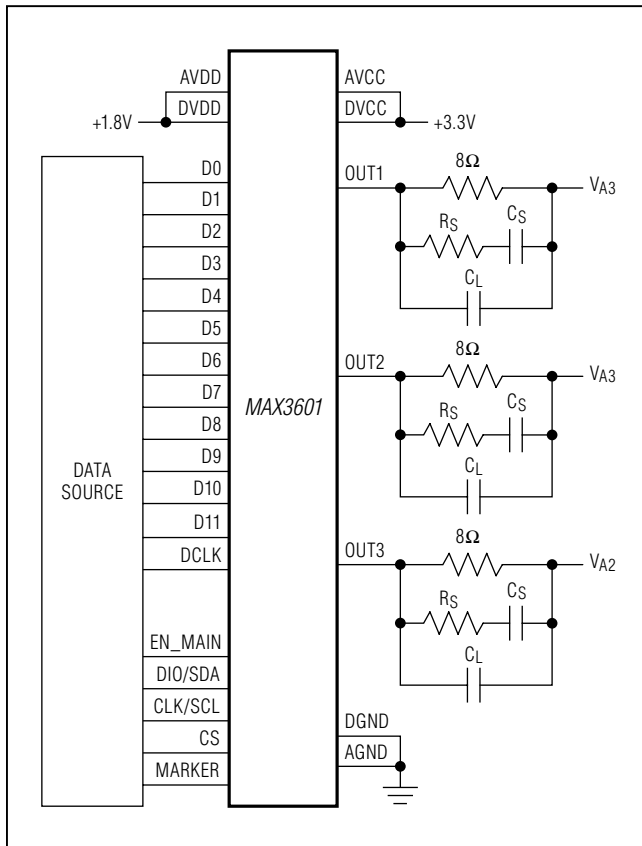 AVDD
AVCC
DVDD
DVCC
+1.8V
+3.3V
D0
OUT1
8Ω
VA3
D1
RS
CS
D2
D3
CL
D4
D5
D6
OUT2
8Ω
VA3
D7
MAX3601
RS
CS
D8
D9
CL
DATA
SOURCE
D10
D11
DCLK
OUT3
8Ω
VA2
RS
CS
EN_MAIN
CL
DIO/SDA
CLK/SCL
CS
DGND
MARKER
AGND